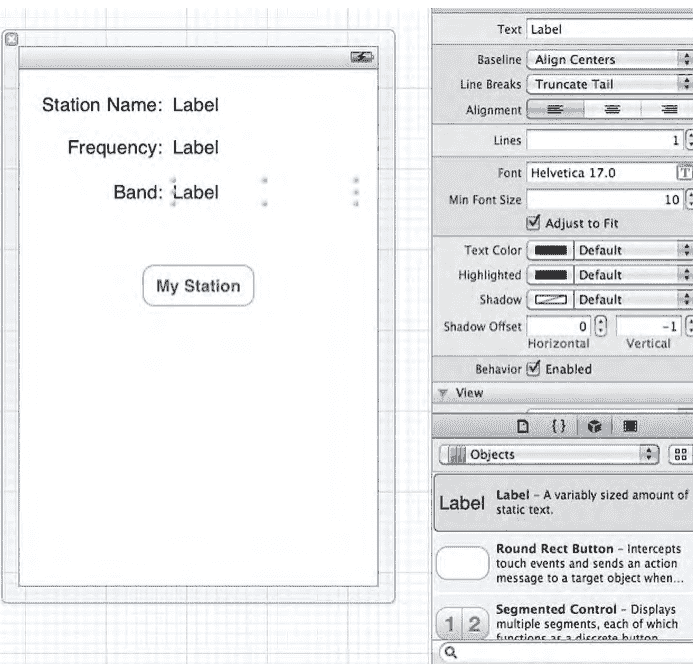 Station Name: Label
Frequency: Label
Band: Label
My Station
Text Label
Baseline Align Centers
Line Breaks Truncate Tail
Alignment
Lines 1
Font Helvetica 17.0 T
Min Font Size 10
Adjust to Fit
Text Color Default
Highlighted Default
Shadow Default
Shadow Offset 0 -1
Horizontal Vertical
Behavior Enabled
View
{}
Objects
Label Label – A variably sized amount of
static text.
Round Rect Button – Intercepts
touch events and sends an action
message to a target object when...
1 2 Segmented Control – Displays
multiple segments, each of which
functions as a discrete button